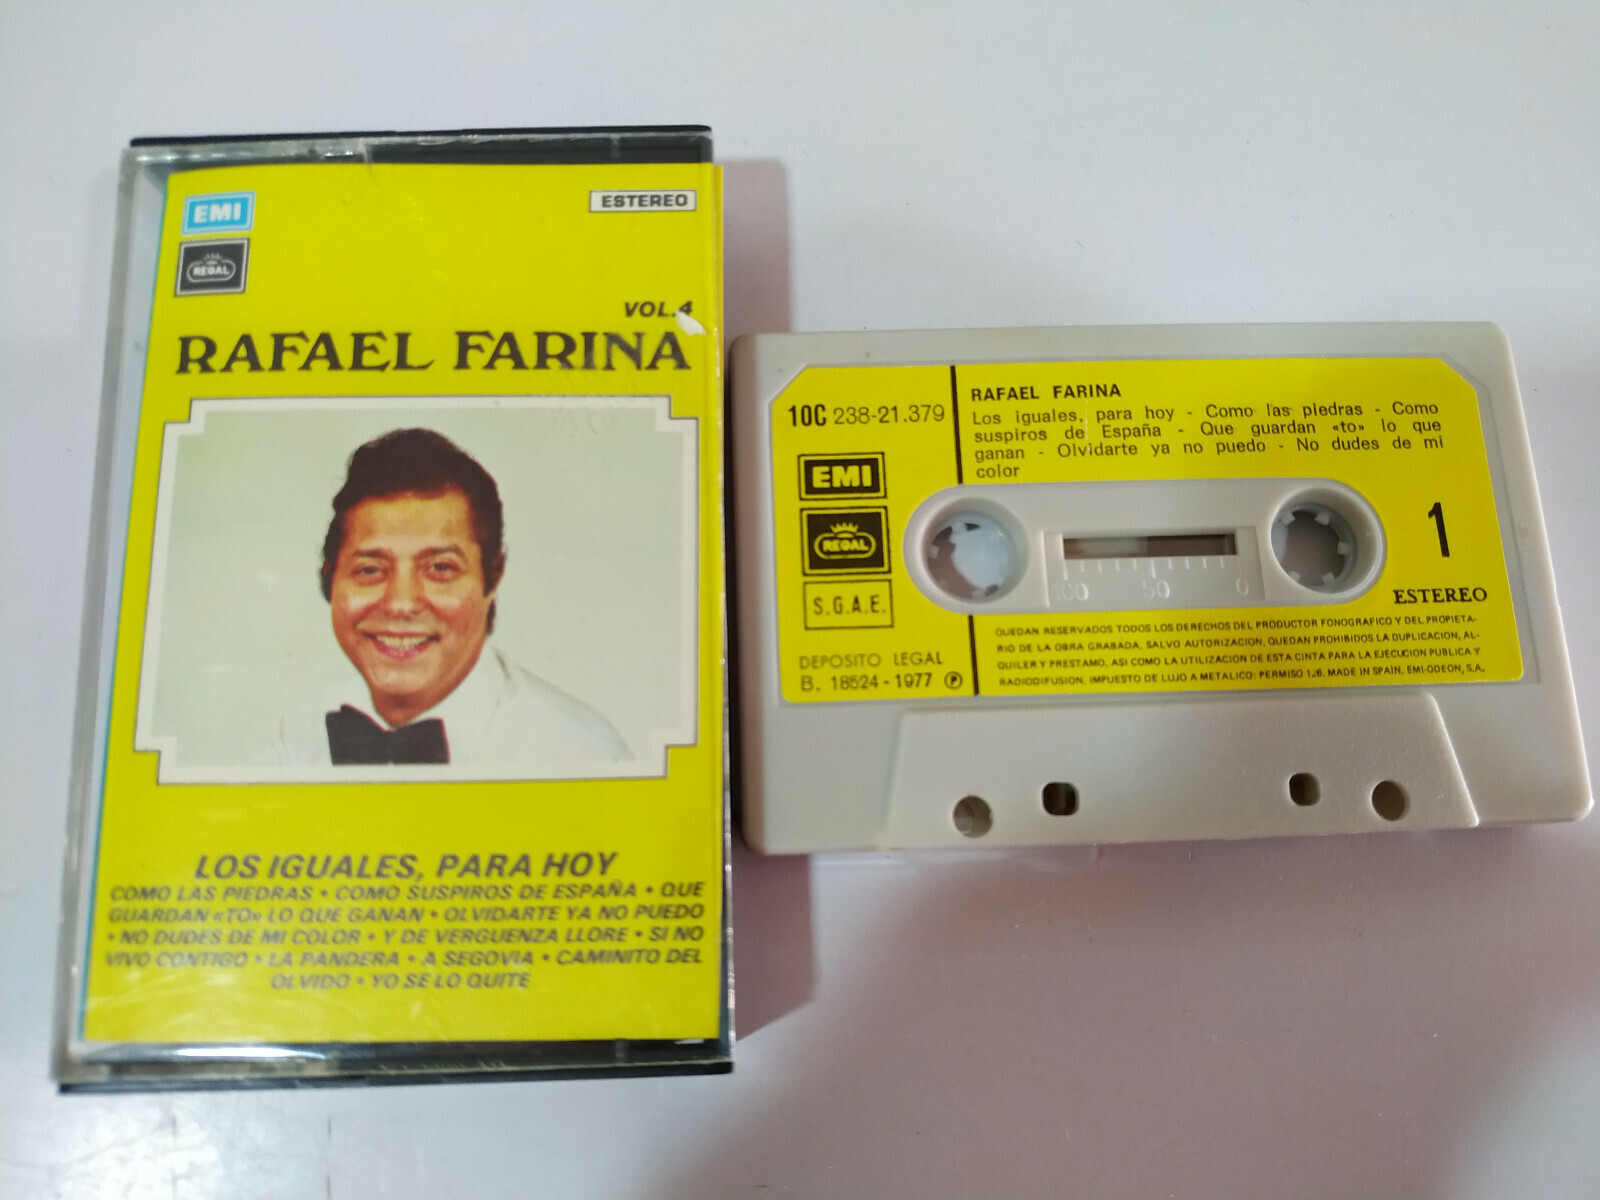 EMI
ESTEREO
REGAL
VOL.4
RAFAEL FARINA
LOS IGUALES, PARA HOY
COMO LAS PIEDRAS • COMO SUSPIROS DE ESPAÑA • QUE
GUARDAN «TO» LO QUE GANAN • OLVIDARTE YA NO PUEDO
• NO DUDES DE MI COLOR • Y DE VERGUENZA LLORE • SI NO
VIVO CONTIGO • LA PANDERA • A SEGOVIA • CAMINITO DEL
OLVIDO • YO SE LO QUITE
10C 238-21.379
EMI
REGAL
S.G.A.E.
DEPOSITO LEGAL
B. 18524-1977 Ⓟ
RAFAEL FARINA
Los iguales, para hoy - Como las piedras - Como
suspiros de España - Que guardan «to» lo que
ganan - Olvidarte ya no puedo - No dudes de mi
color
100 50 0
1
ESTEREO
QUEDAN RESERVADOS TODOS LOS DERECHOS DEL PRODUCTOR FONOGRAFICO Y DEL PROPIETA-
RIO DE LA OBRA GRABADA, SALVO AUTORIZACION, QUEDAN PROHIBIDOS LA DUPLICACION, AL-
QUILER Y PRESTAMO, ASI COMO LA UTILIZACION DE ESTA CINTA PARA LA EJECUCION PUBLICA Y
RADIODIFUSION. IMPUESTO DE LUJO A METALICO: PERMISO 1.6, MADE IN SPAIN, EMI-ODEON, S.A.